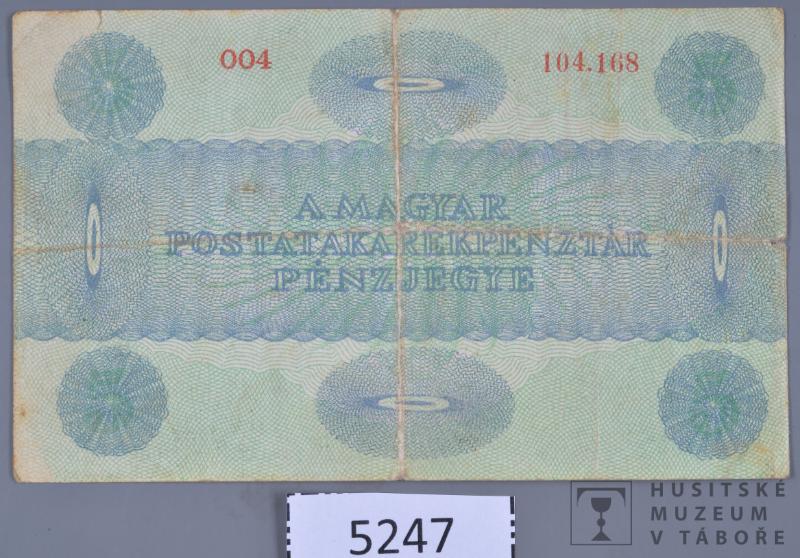 004 104.168
A MAGYAR
POSTATAKARÉKPÉNZTÁR
PÉNZJEGYE
5247
HUSITSKÉ
MUZEUM
V TÁBOŘE